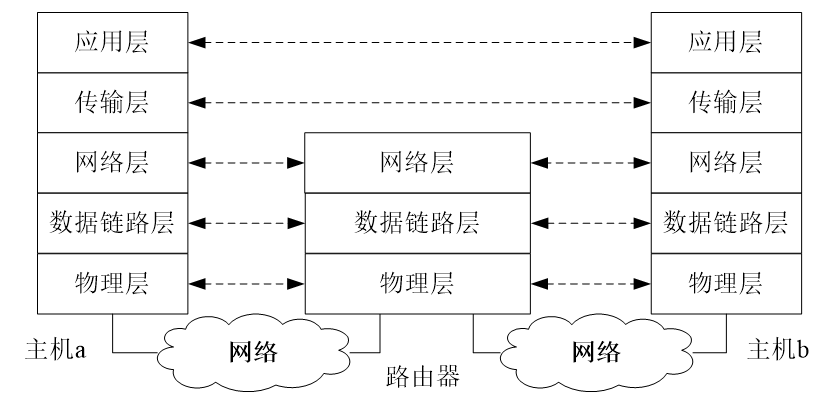 应用层
应用层
传输层
传输层
网络层
网络层
网络层
数据链路层
数据链路层
数据链路层
物理层
物理层
物理层
主机a
网络
路由器
网络
主机b